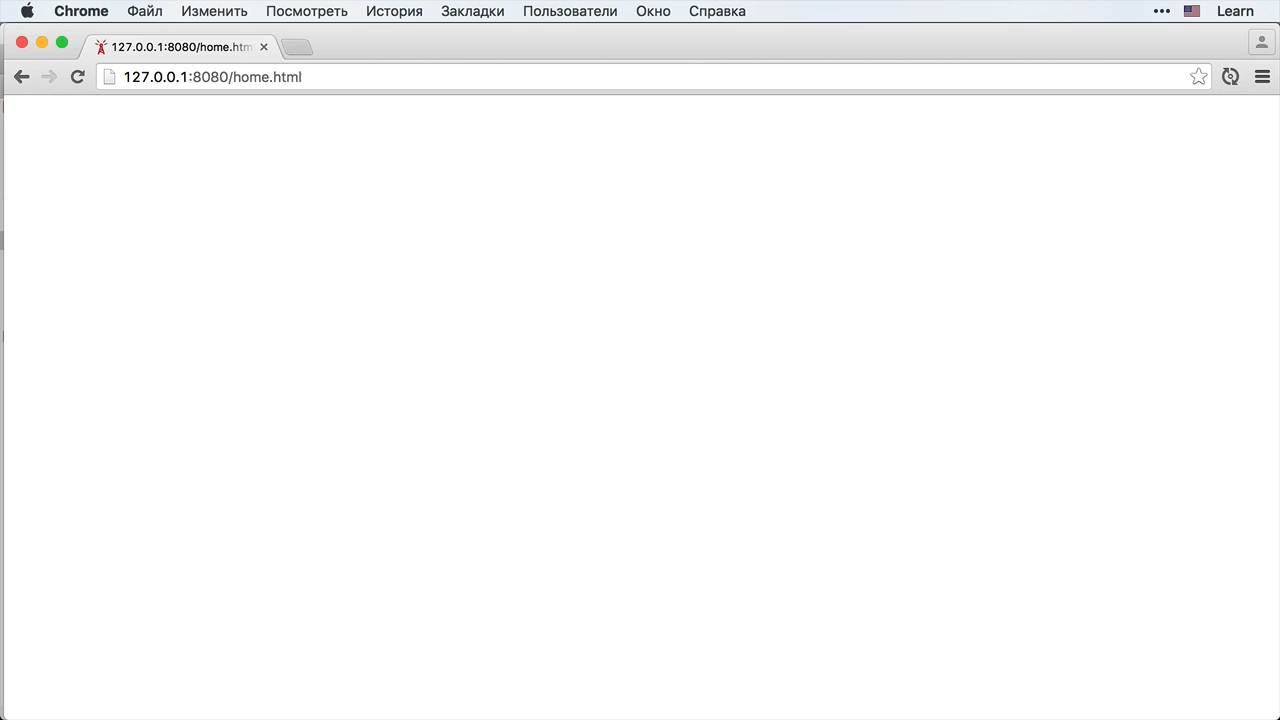 Chrome Файл Изменить Посмотреть История Закладки Пользователи Окно Справка ••• Learn
127.0.0.1:8080/home.htm
127.0.0.1:8080/home.html